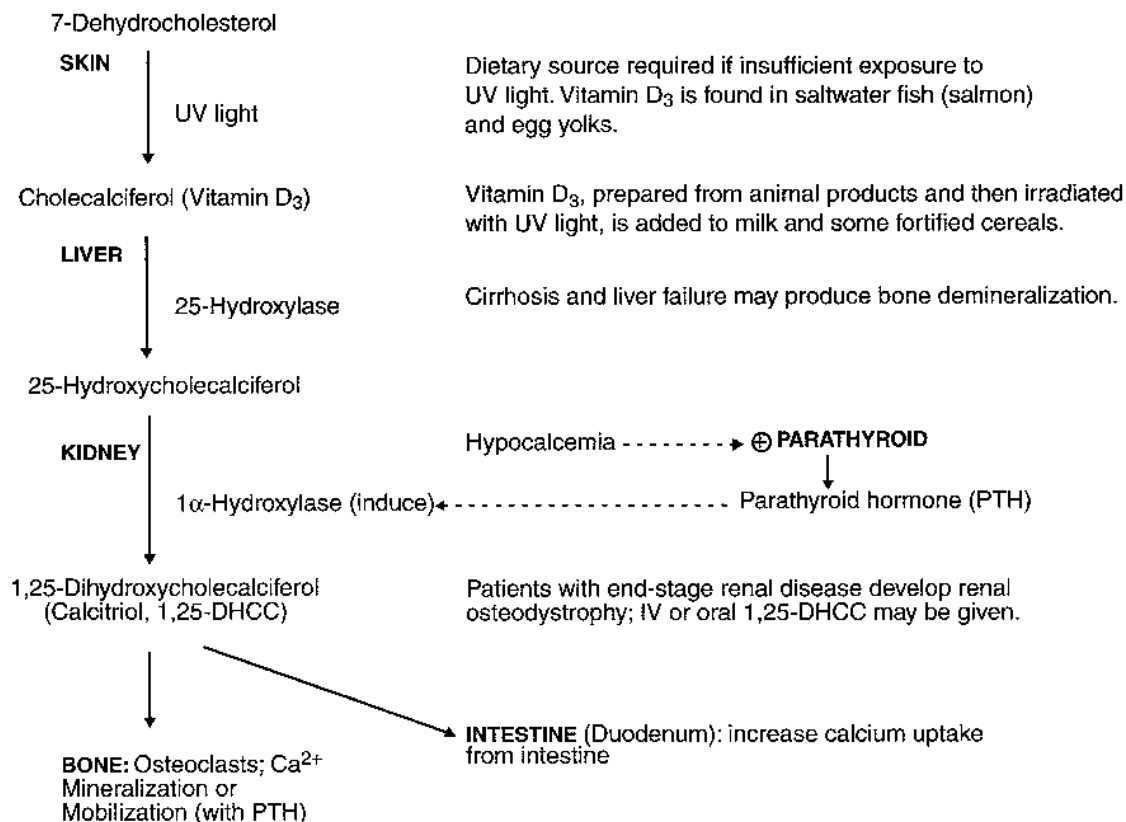 7-Dehydrocholesterol
SKIN
UV light
Dietary source required if insufficient exposure to
UV light. Vitamin D3 is found in saltwater fish (salmon)
and egg yolks.
Cholecalciferol (Vitamin D3)
Vitamin D3, prepared from animal products and then irradiated
with UV light, is added to milk and some fortified cereals.
LIVER
25-Hydroxylase
Cirrhosis and liver failure may produce bone demineralization.
25-Hydroxycholecalciferol
KIDNEY
Hypocalcemia
⊕ PARATHYROID
1α-Hydroxylase (induce)
Parathyroid hormone (PTH)
1,25-Dihydroxycholecalciferol
(Calcitriol, 1,25-DHCC)
Patients with end-stage renal disease develop renal
osteodystrophy; IV or oral 1,25-DHCC may be given.
INTESTINE (Duodenum): increase calcium uptake
from intestine
BONE: Osteoclasts; Ca2+
Mineralization or
Mobilization (with PTH)